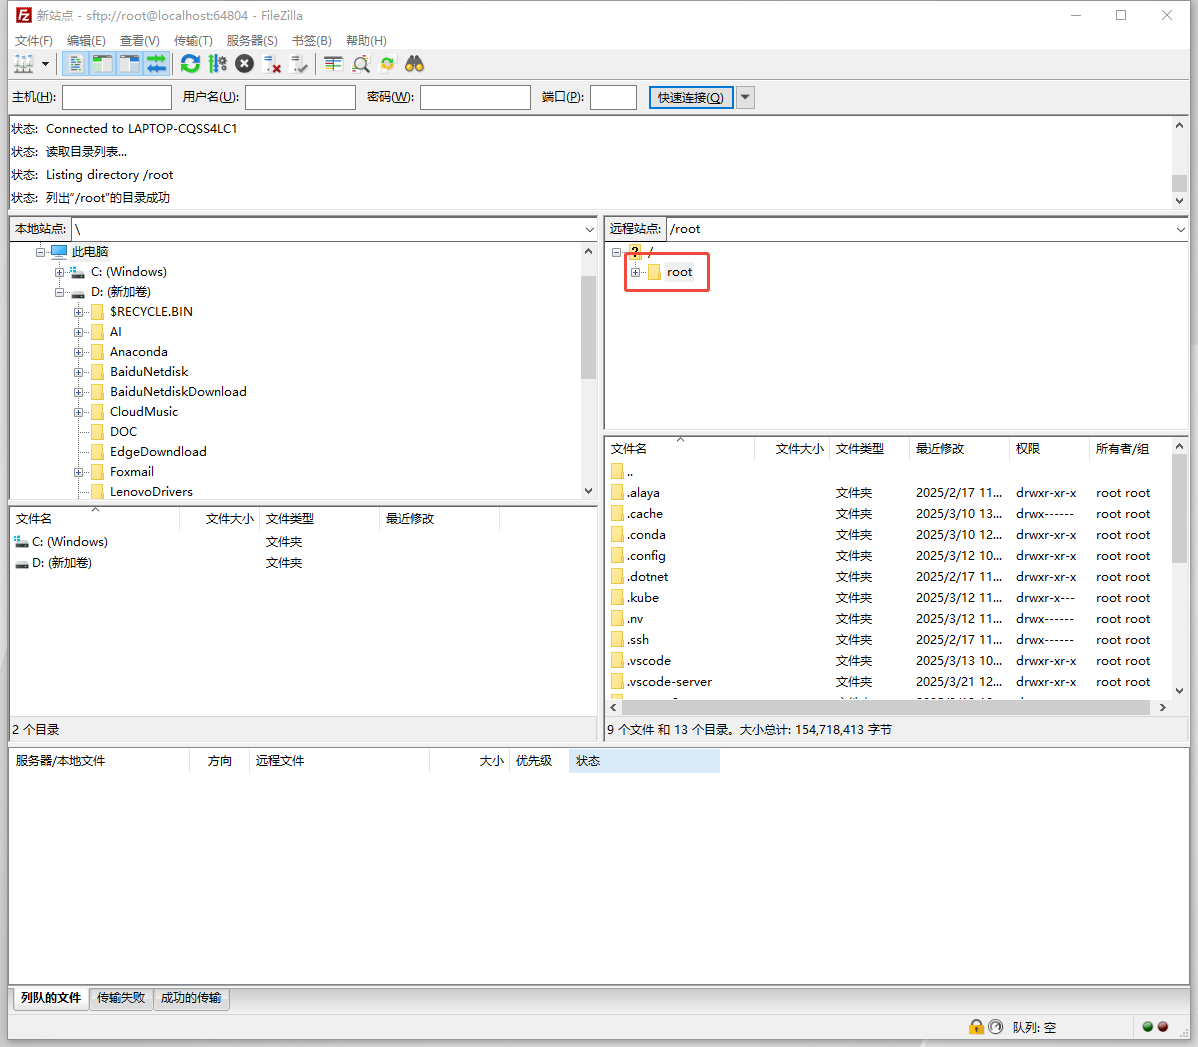 新站点 - sftp://root@localhost:64804 - FileZilla
文件(F) 编辑(E) 查看(V) 传输(T) 服务器(S) 书签(B) 帮助(H)
主机(H): 用户名(U): 密码(W): 端口(P): 快速连接(Q)
状态: Connected to LAPTOP-CQSS4LC1
状态: 读取目录列表...
状态: Listing directory /root
状态: 列出“/root”的目录成功
本地站点: \
此电脑
C: (Windows)
D: (新加卷)
$RECYCLE.BIN
AI
Anaconda
BaiduNetdisk
BaiduNetdiskDownload
CloudMusic
DOC
EdgeDowndload
Foxmail
LenovoDrivers
文件名 文件大小 文件类型 最近修改
C: (Windows) 文件夹
D: (新加卷) 文件夹
2 个目录
远程站点: /root
? /
root
文件名 文件大小 文件类型 最近修改 权限 所有者/组
..
.alaya 文件夹 2025/2/17 11... drwxr-xr-x root root
.cache 文件夹 2025/3/10 13... drwx------ root root
.conda 文件夹 2025/3/10 12... drwxr-xr-x root root
.config 文件夹 2025/3/12 10... drwxr-xr-x root root
.dotnet 文件夹 2025/2/17 11... drwxr-xr-x root root
.kube 文件夹 2025/3/12 11... drwxr-x--- root root
.nv 文件夹 2025/3/12 11... drwx------ root root
.ssh 文件夹 2025/2/17 11... drwx------ root root
.vscode 文件夹 2025/3/13 10... drwxr-xr-x root root
.vscode-server 文件夹 2025/3/21 12... drwxr-xr-x root root
9 个文件 和 13 个目录。大小总计: 154,718,413 字节
服务器/本地文件 方向 远程文件 大小 优先级 状态
列队的文件 传输失败 成功的传输
队列: 空